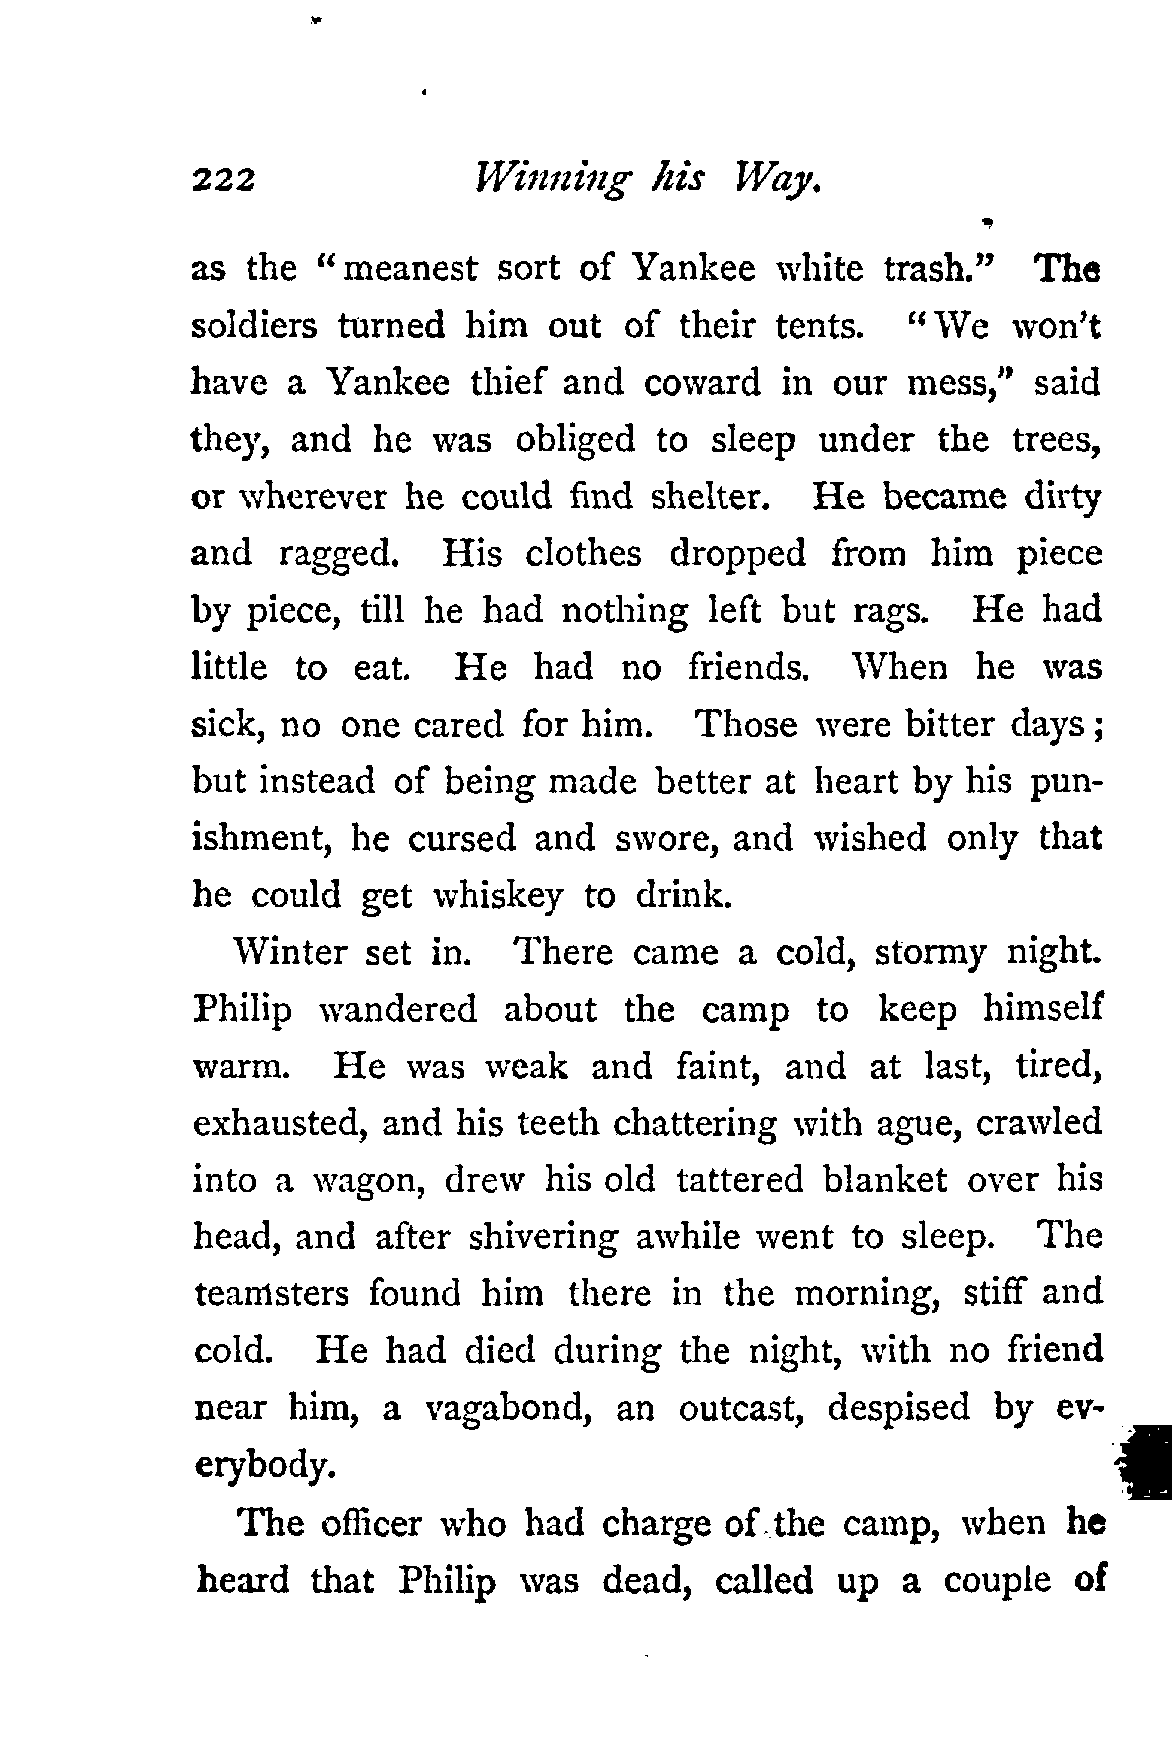 222 Winning his Way.
as the "meanest sort of Yankee white trash." The
soldiers turned him out of their tents. "We won't
have a Yankee thief and coward in our mess," said
they, and he was obliged to sleep under the trees,
or wherever he could find shelter. He became dirty
and ragged. His clothes dropped from him piece
by piece, till he had nothing left but rags. He had
little to eat. He had no friends. When he was
sick, no one cared for him. Those were bitter days;
but instead of being made better at heart by his pun-
ishment, he cursed and swore, and wished only that
he could get whiskey to drink.
Winter set in. There came a cold, stormy night.
Philip wandered about the camp to keep himself
warm. He was weak and faint, and at last, tired,
exhausted, and his teeth chattering with ague, crawled
into a wagon, drew his old tattered blanket over his
head, and after shivering awhile went to sleep. The
teamsters found him there in the morning, stiff and
cold. He had died during the night, with no friend
near him, a vagabond, an outcast, despised by ev-
erybody.
The officer who had charge of the camp, when he
heard that Philip was dead, called up a couple of